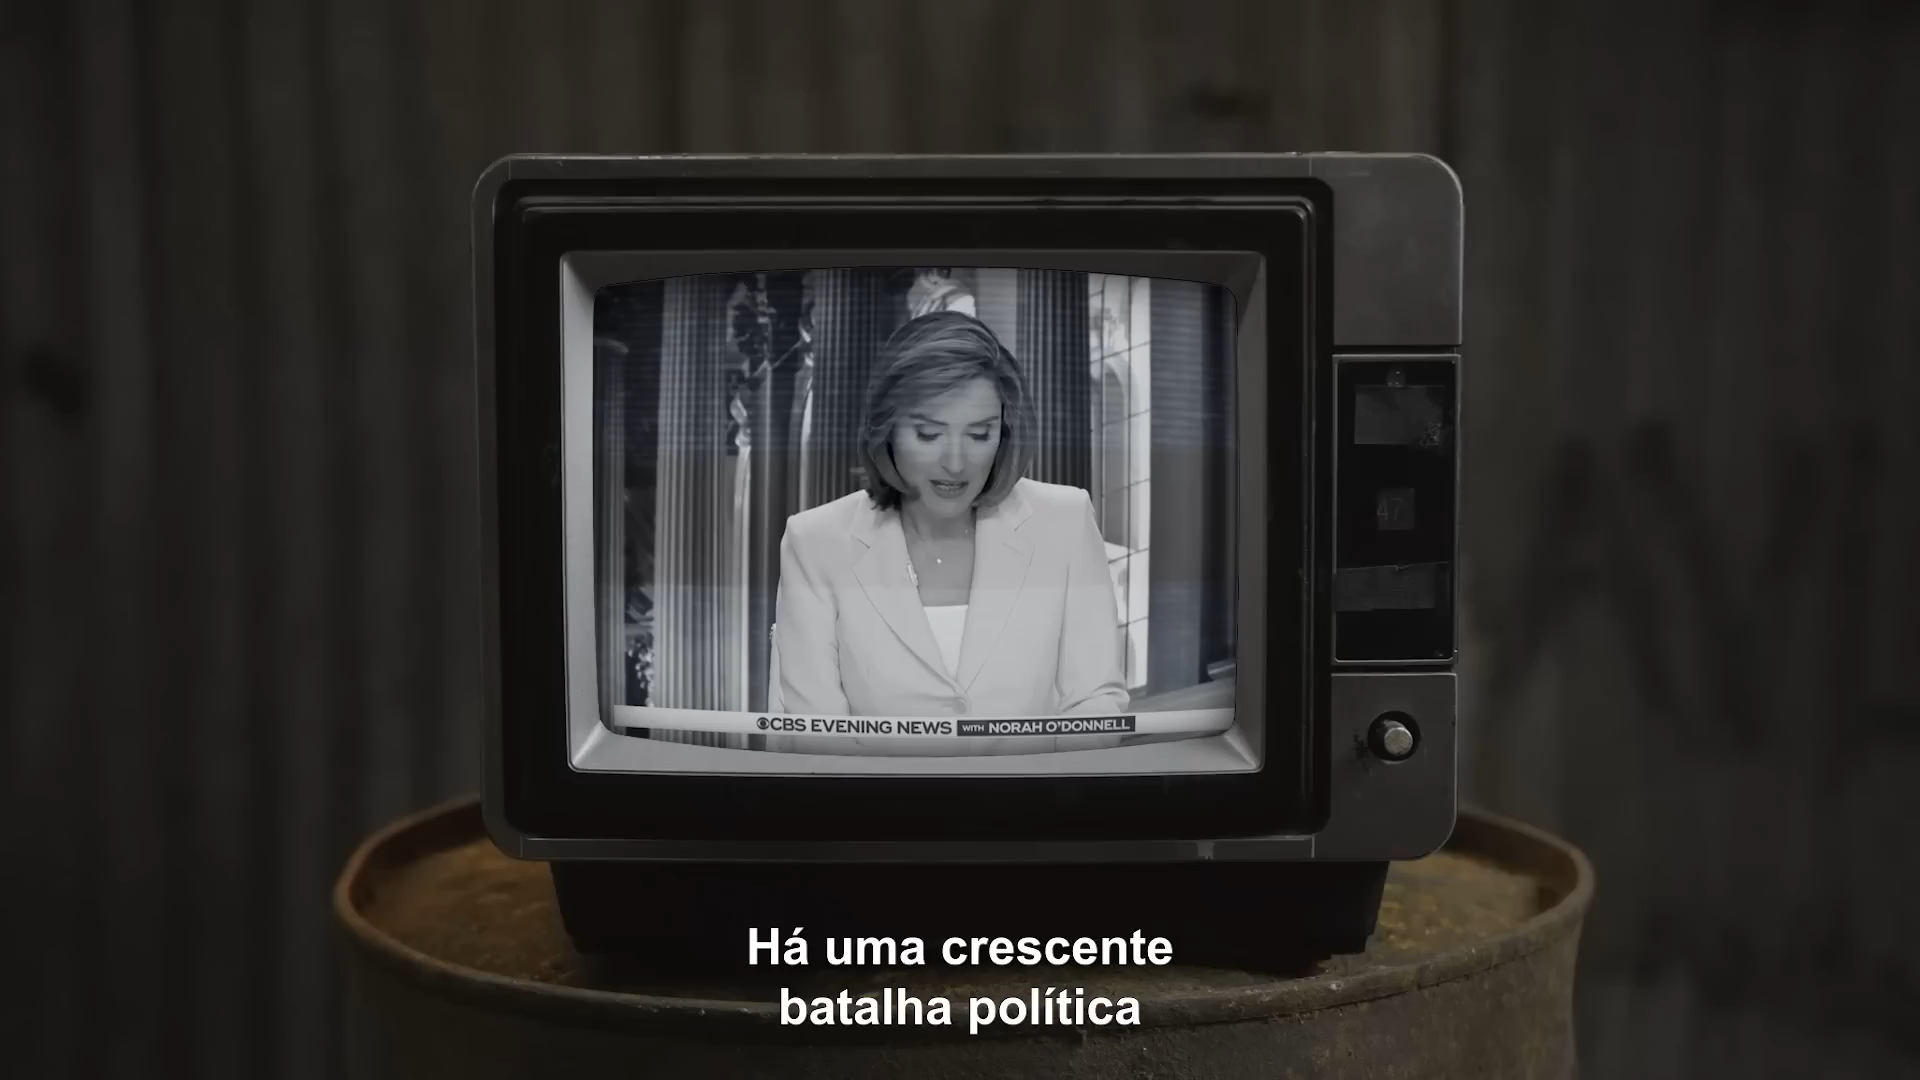 47
CBS EVENING NEWS WITH NORAH O'DONNELL
Há uma crescente
batalha política